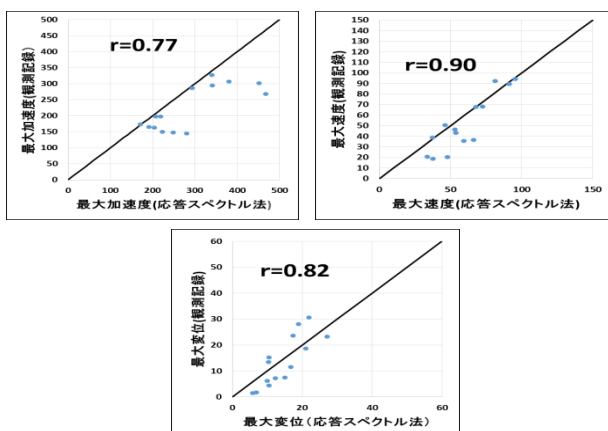 r=0.77
最大加速度(観測記録)
500
450
400
350
300
250
200
150
100
50
0
0 100 200 300 400 500
最大加速度(応答スペクトル法)
r=0.90
最大速度(観測記録)
150
140
130
120
110
100
90
80
70
60
50
40
30
20
10
0
0 50 100 150
最大速度(応答スペクトル法)
r=0.82
最大変位(観測記録)
60
50
40
30
20
10
0
0 20 40 60
最大変位(応答スペクトル法)